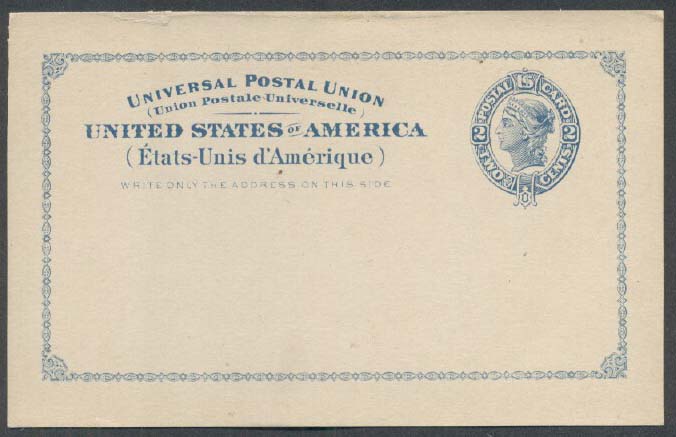 UNIVERSAL POSTAL UNION
(Union Postale Universelle)
UNITED STATES OF AMERICA
(États-Unis d'Amérique)
WRITE ONLY THE ADDRESS ON THIS SIDE
POSTAL CARD
U S
2 2
TWO CENTS